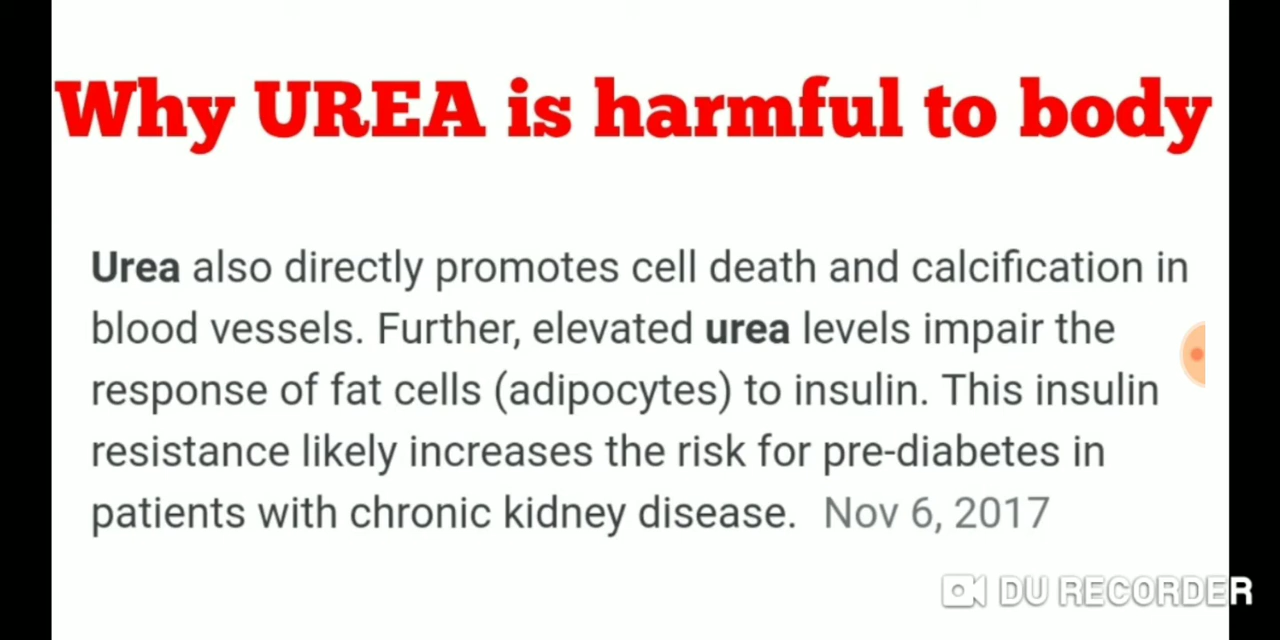 Why UREA is harmful to body
Urea also directly promotes cell death and calcification in
blood vessels. Further, elevated urea levels impair the
response of fat cells (adipocytes) to insulin. This insulin
resistance likely increases the risk for pre-diabetes in
patients with chronic kidney disease. Nov 6, 2017
DU RECORDER